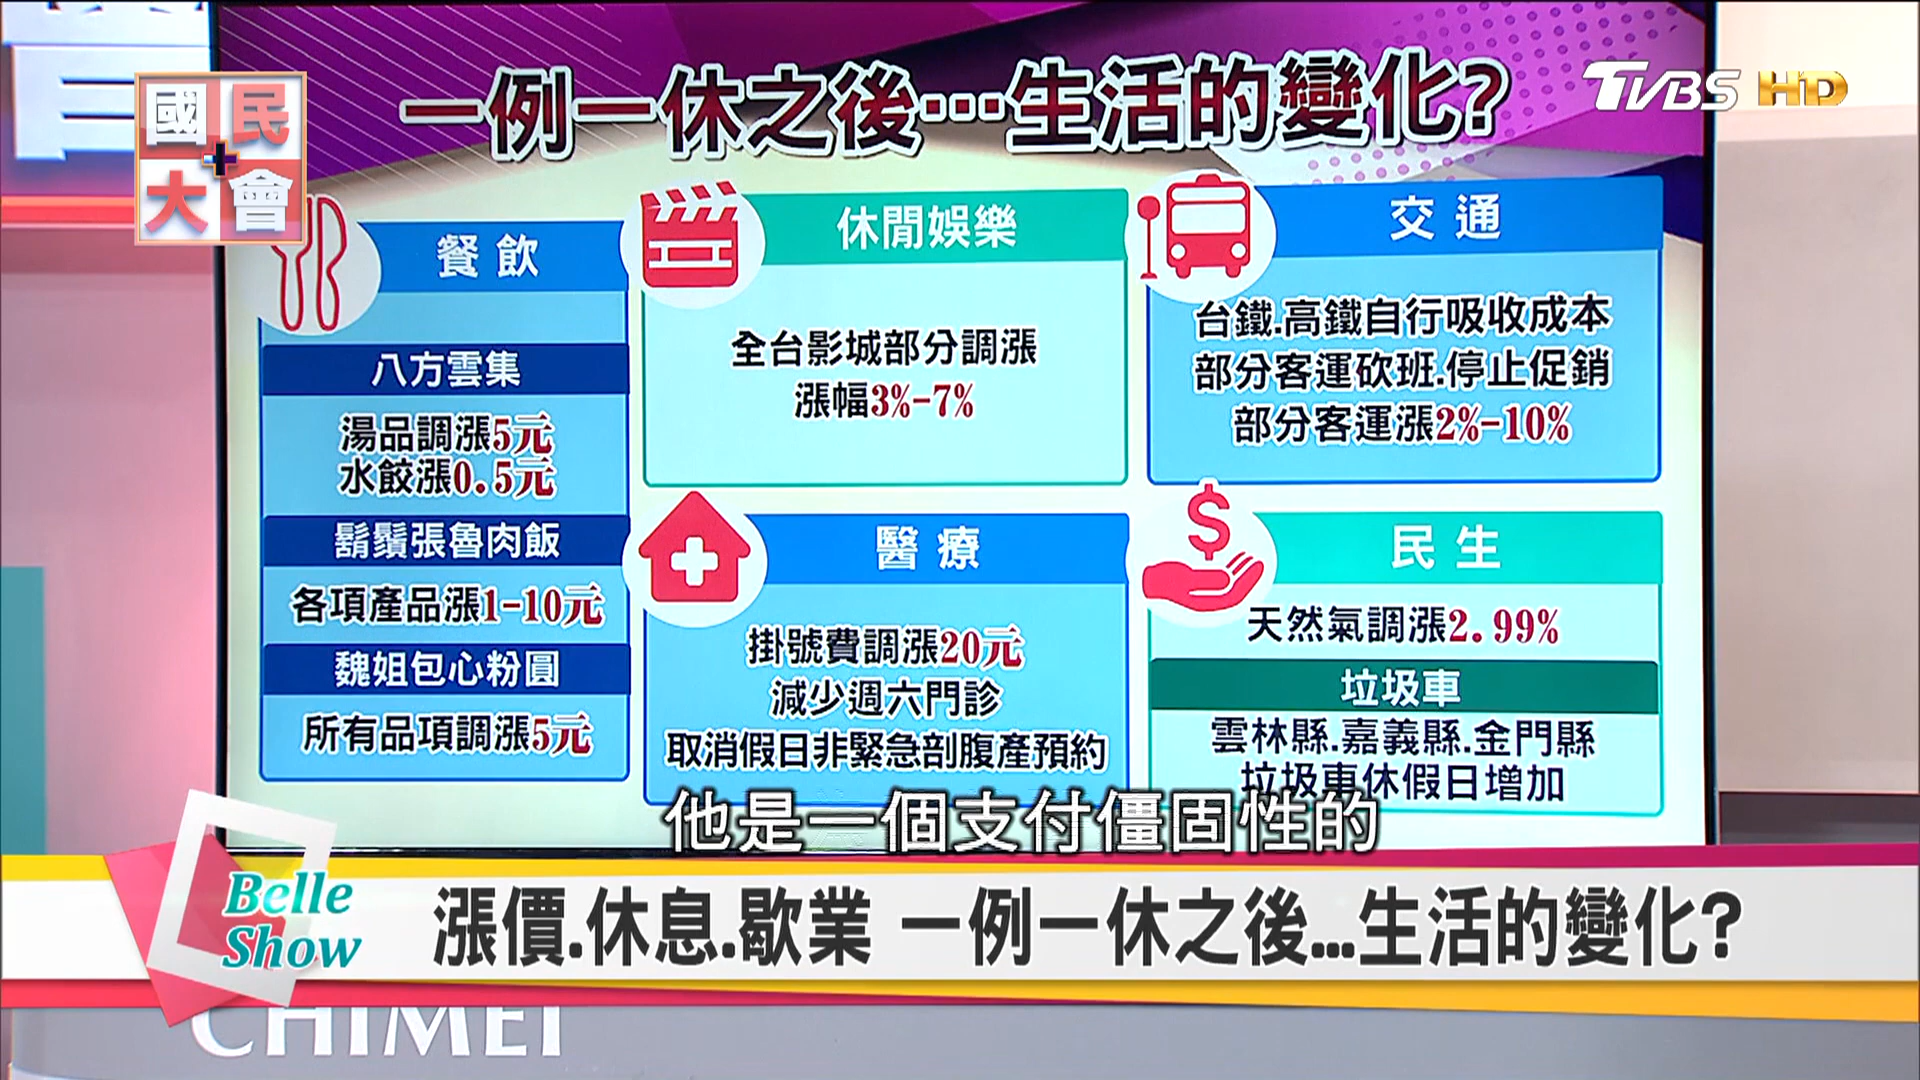 國民大會
TVBS HD
一例一休之後…生活的變化?
餐飲
八方雲集
湯品調漲5元
水餃漲0.5元
鬍鬚張魯肉飯
各項產品漲1-10元
魏姐包心粉圓
所有品項調漲5元
休閒娛樂
全台影城部分調漲
漲幅3%-7%
交通
台鐵.高鐵自行吸收成本
部分客運砍班.停止促銷
部分客運漲2%-10%
醫療
掛號費調漲20元
減少週六門診
取消假日非緊急剖腹產預約
民生
天然氣調漲2.99%
垃圾車
雲林縣.嘉義縣.金門縣
垃圾車休假日增加
他是一個支付僵固性的
Belle
Show
漲價.休息.歇業 一例一休之後...生活的變化?
CHIMEI